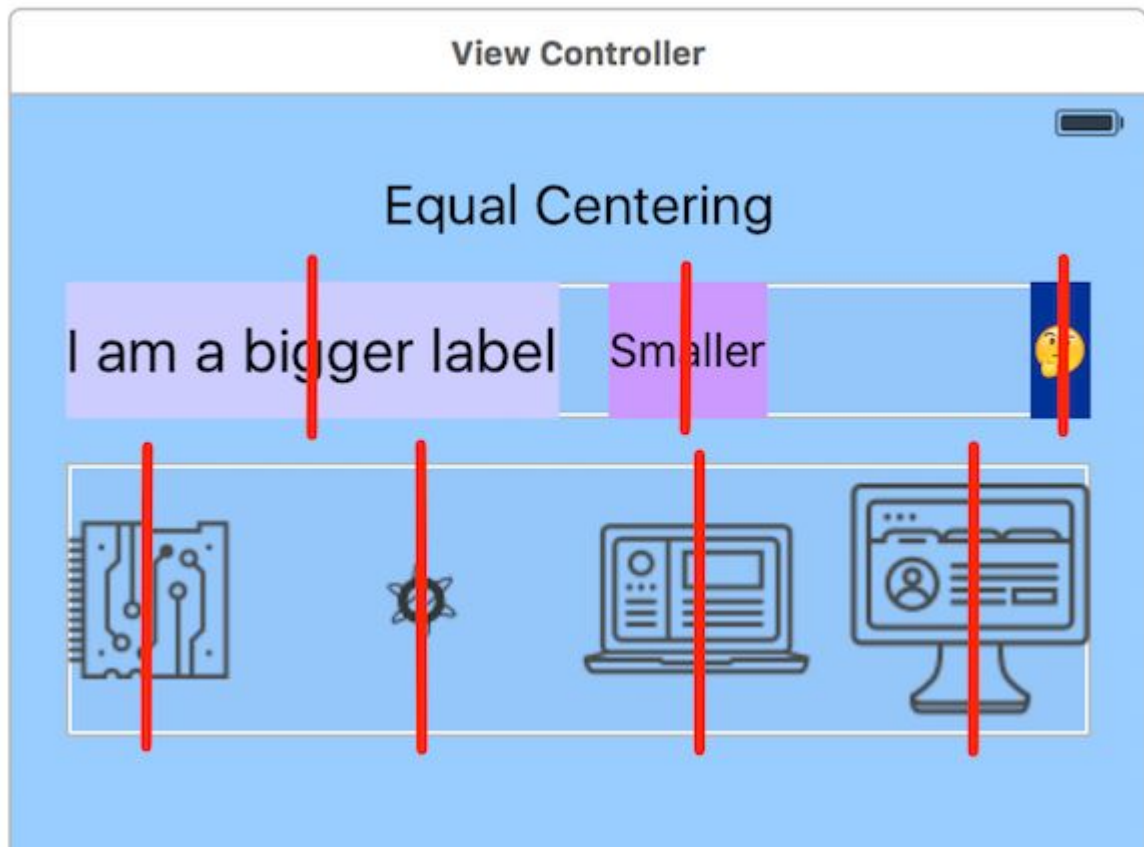 View Controller
Equal Centering
I am a bigger label
Smaller
🤔